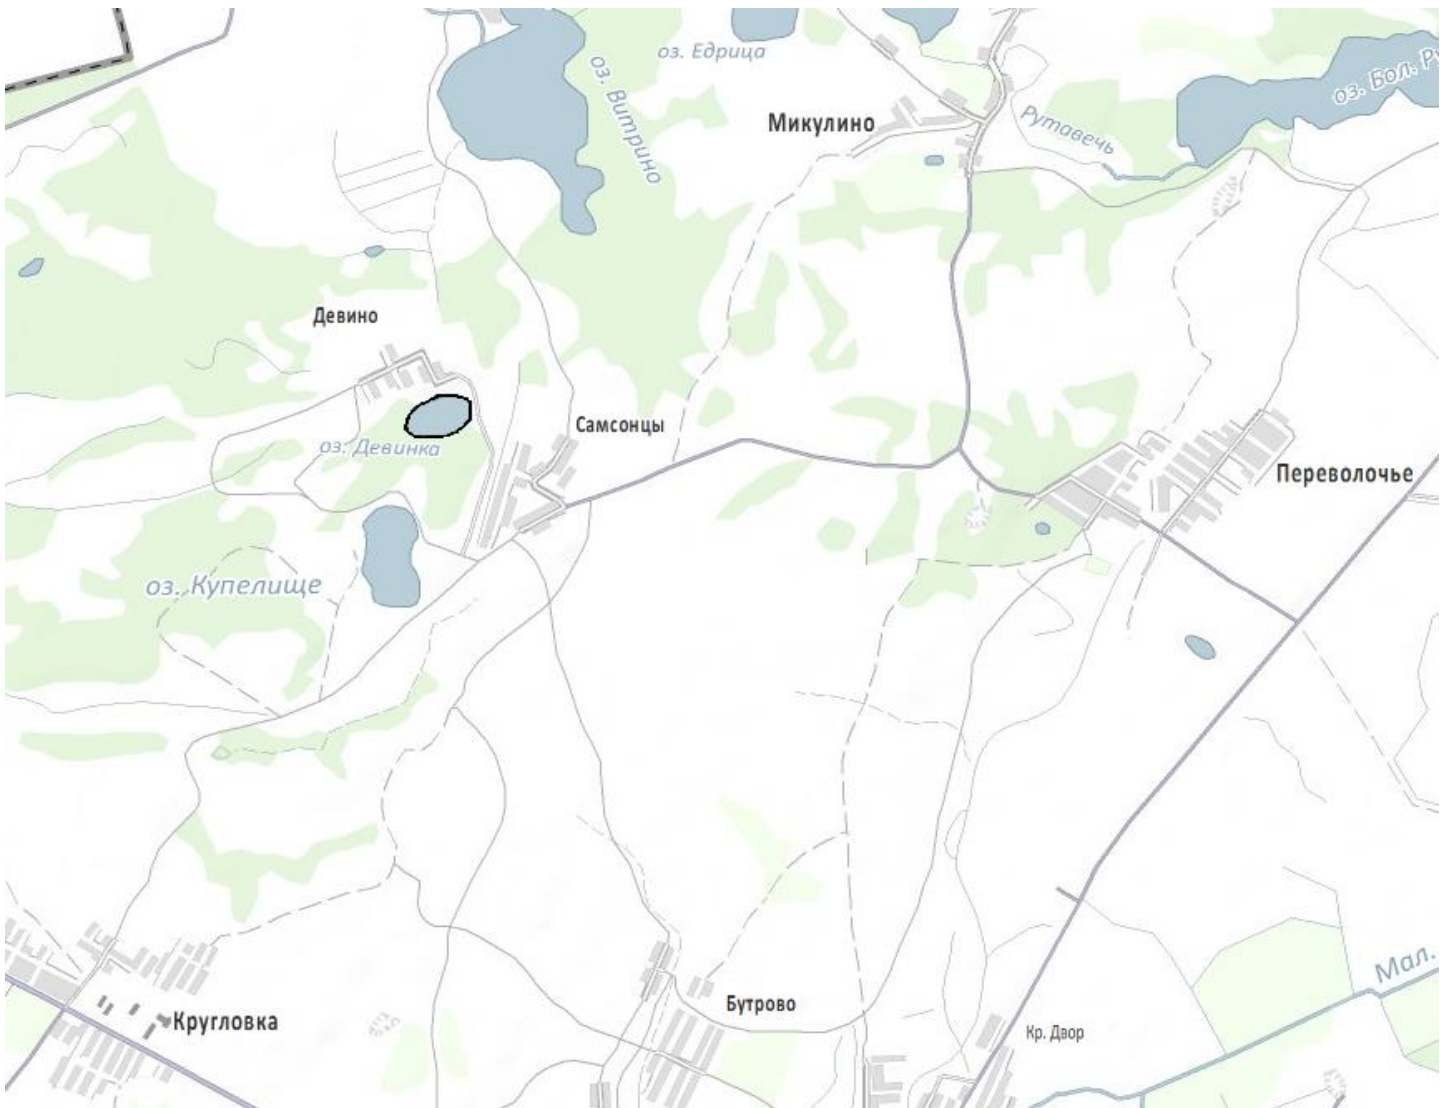 оз. Едрица
оз. Витрино
Микулино
Рутавечь
оз. Бол.
Девино
Самсонцы
оз. Девинка
Переволочье
оз. Купелище
Мал.
Бутрово
Кругловка
Кр. Двор